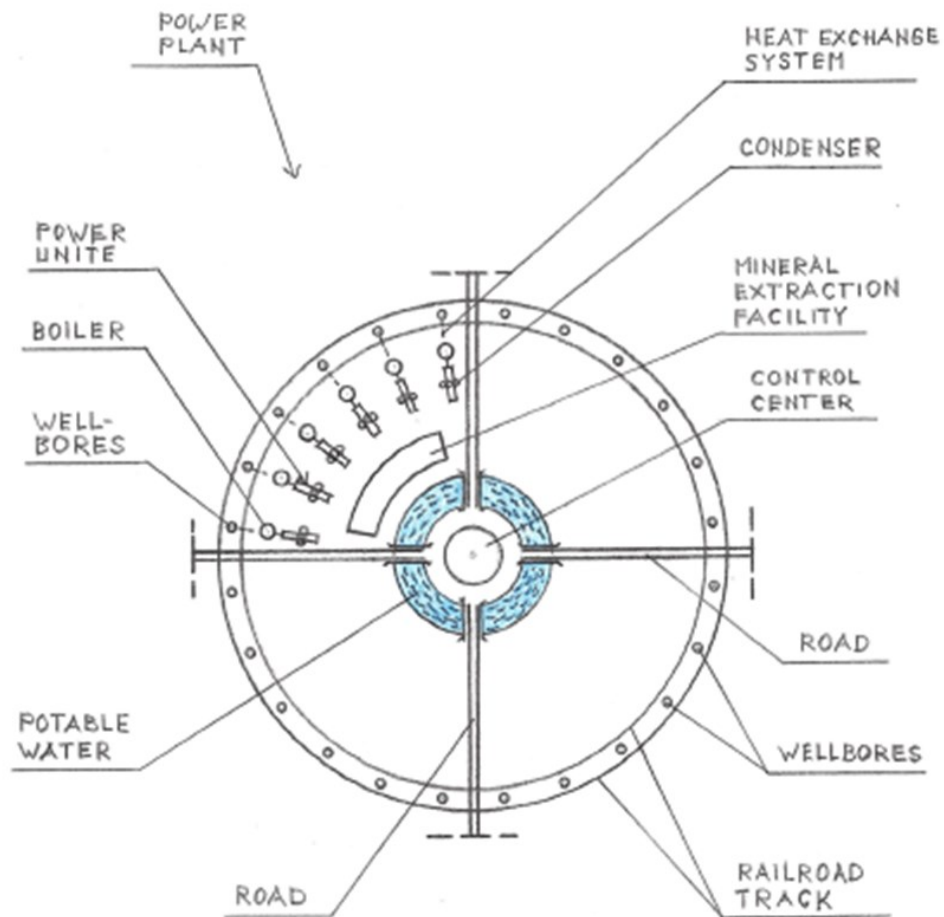 POWER
PLANT
HEAT EXCHANGE
SYSTEM
CONDENSER
POWER
UNITE
MINERAL
EXTRACTION
FACILITY
BOILER
CONTROL
CENTER
WELL-
BORES
ROAD
POTABLE
WATER
WELLBORES
RAILROAD
TRACK
ROAD